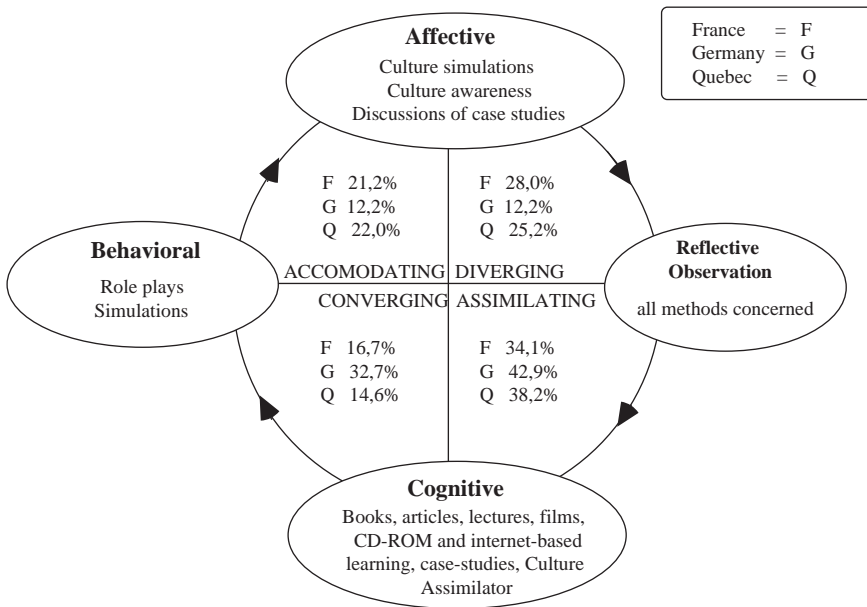 Affective
Culture simulations
Culture awareness
Discussions of case studies
France = F
Germany = G
Quebec = Q
F 21,2%
G 12,2%
Q 22,0%
F 28,0%
G 12,2%
Q 25,2%
Behavioral
Role plays
Simulations
ACCOMODATING
DIVERGING
CONVERGING
ASSIMILATING
Reflective
Observation
all methods concerned
F 16,7%
G 32,7%
Q 14,6%
F 34,1%
G 42,9%
Q 38,2%
Cognitive
Books, articles, lectures, films,
CD-ROM and internet-based
learning, case-studies, Culture
Assimilator